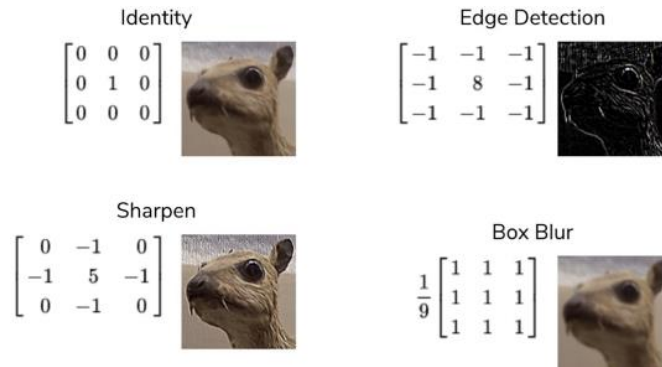 Identity
0 0 0
0 1 0
0 0 0
Edge Detection
−1 −1 −1
−1 8 −1
−1 −1 −1
Sharpen
0 −1 0
−1 5 −1
0 −1 0
Box Blur
1/9
1 1 1
1 1 1
1 1 1